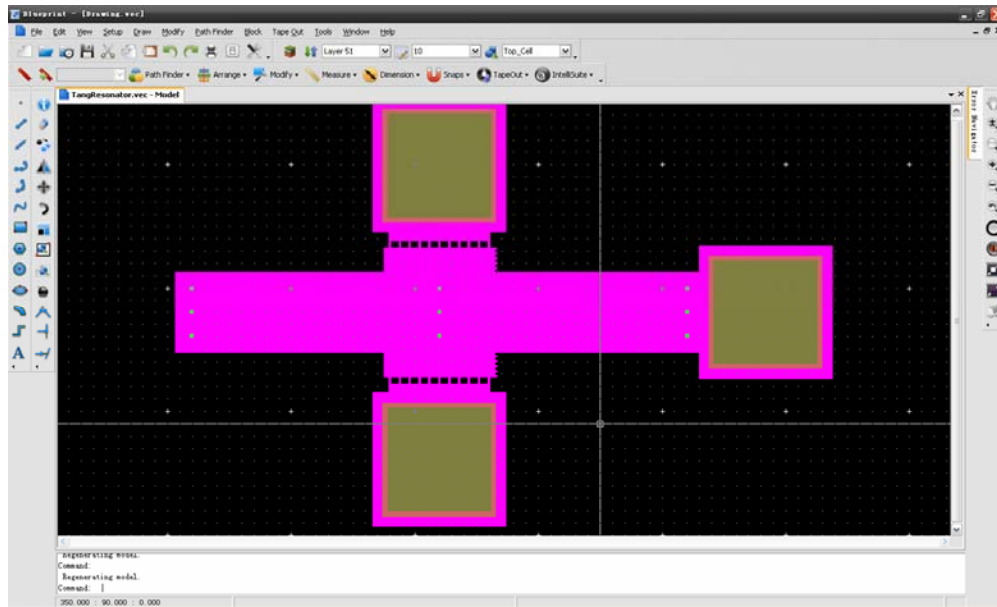 Blueprint - [Drawing.vec]
File Edit View Setup Draw Modify Path Finder Block Tape Out Tools Window Help
Layer 51 10 Top_Cell
Path Finder Arrange Modify Measure Dimension Snaps TapeOut IntelliSuite
TangResonator.vec - Model
Error Navigator
A
Regenerating model.
Command:
Regenerating model.
Command:
350.000 : 90.000 : 0.000